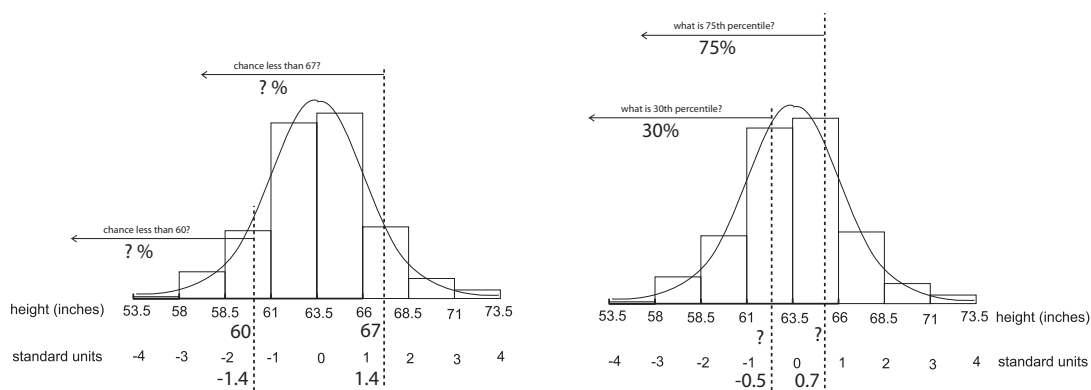 chance less than 67?
? %
chance less than 60?
? %
height (inches) 53.5 58 58.5 61 63.5 66 68.5 71 73.5
60 67
standard units -4 -3 -2 -1 0 1 2 3 4
-1.4 1.4
what is 75th percentile?
75%
what is 30th percentile?
30%
53.5 58 58.5 61 63.5 66 68.5 71 73.5 height (inches)
? ?
-4 -3 -2 -1 0 1 2 3 4 standard units
-0.5 0.7